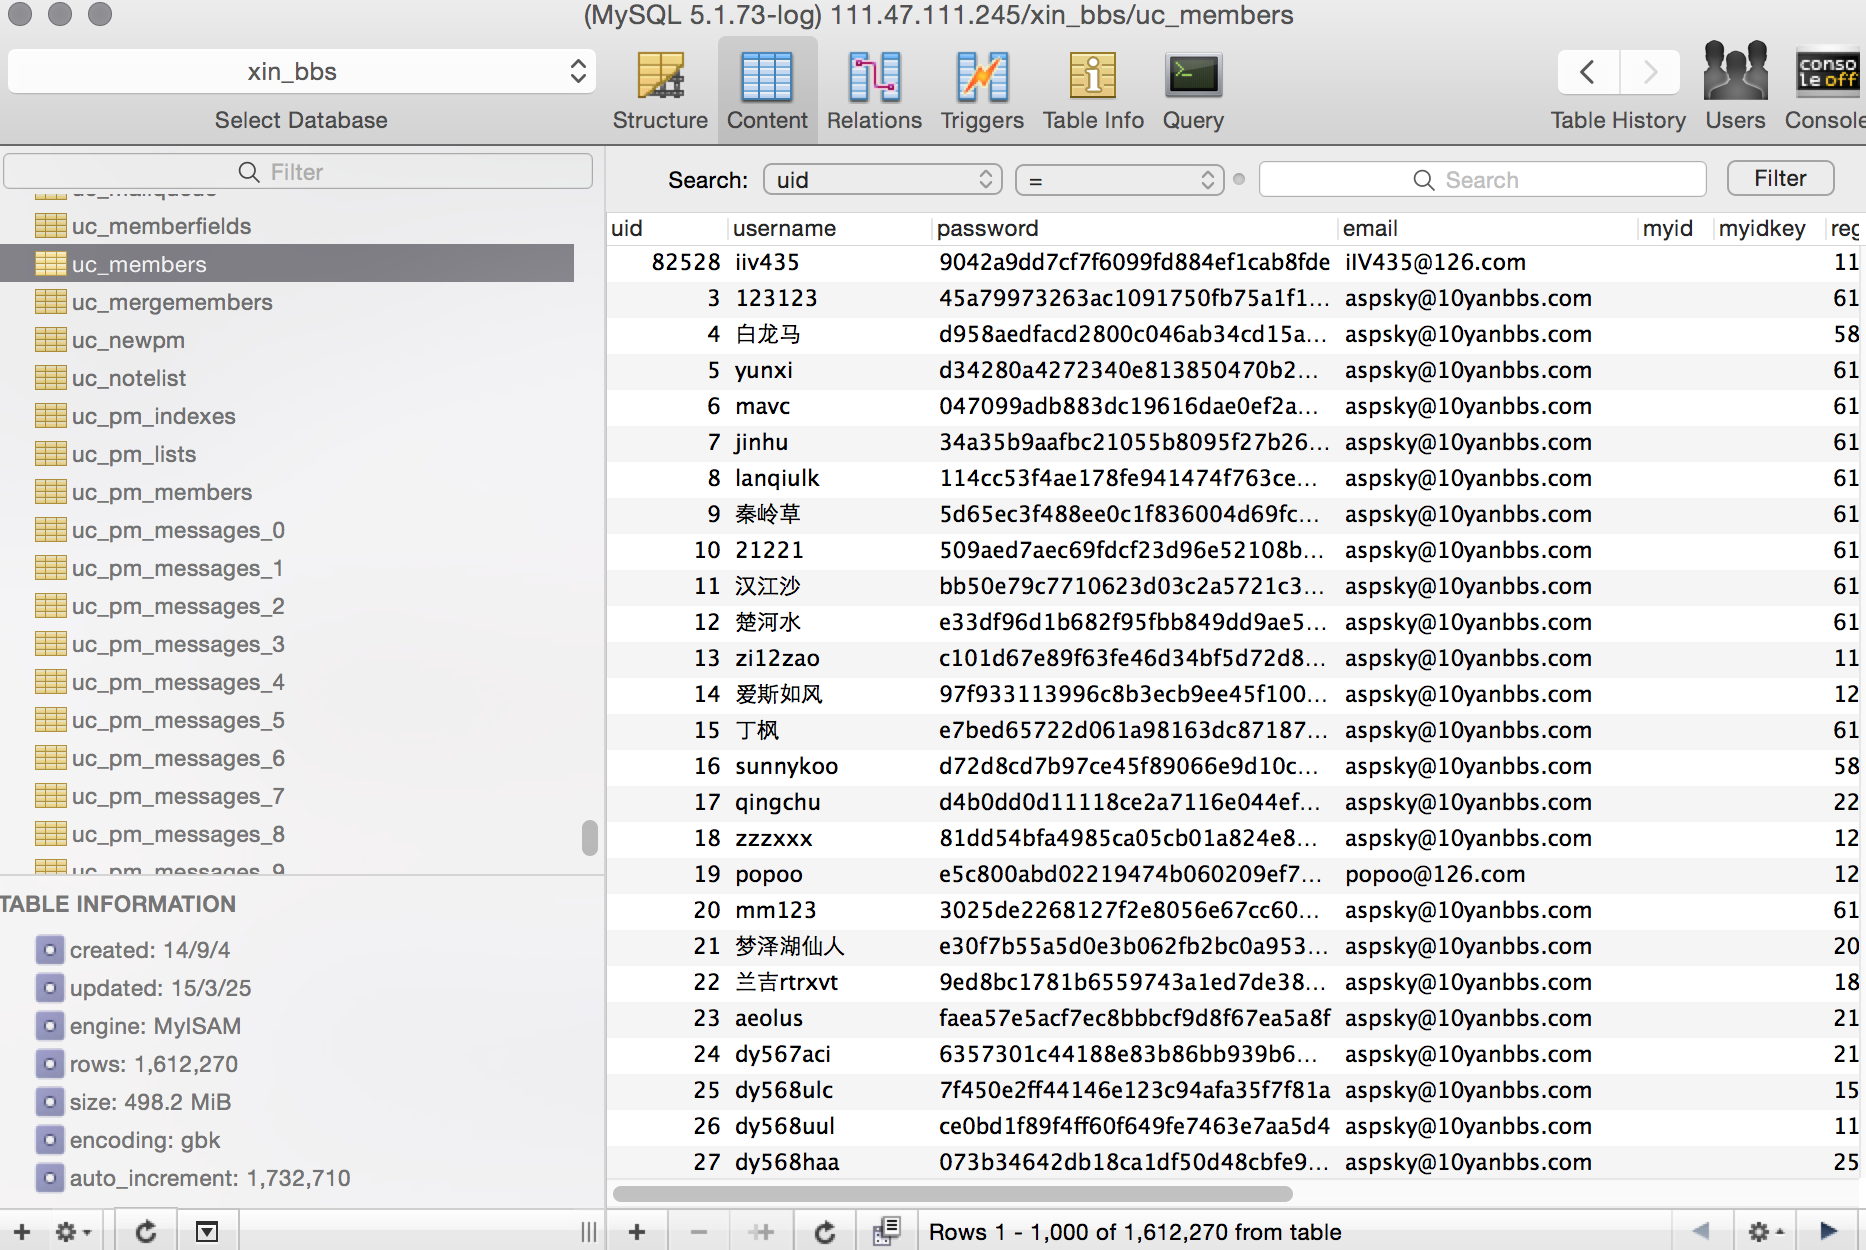 (MySQL 5.1.73-log) 111.47.111.245/xin_bbs/uc_members
xin_bbs
Select Database
Structure Content Relations Triggers Table Info Query
conso
le off
Table History Users Console
Filter
Search: uid = Search Filter
uc_mailqueue
uc_memberfields
uc_members
uc_mergemembers
uc_newpm
uc_notelist
uc_pm_indexes
uc_pm_lists
uc_pm_members
uc_pm_messages_0
uc_pm_messages_1
uc_pm_messages_2
uc_pm_messages_3
uc_pm_messages_4
uc_pm_messages_5
uc_pm_messages_6
uc_pm_messages_7
uc_pm_messages_8
uc_pm_messages_9
TABLE INFORMATION
created: 14/9/4
updated: 15/3/25
engine: MyISAM
rows: 1,612,270
size: 498.2 MiB
encoding: gbk
auto_increment: 1,732,710
uid username password email myid myidkey reg
82528 iiv435 9042a9dd7cf7f6099fd884ef1cab8fde iIV435@126.com 11
3 123123 45a79973263ac1091750fb75a1f1... aspsky@10yanbbs.com 61
4 白龙马 d958aedfacd2800c046ab34cd15a... aspsky@10yanbbs.com 58
5 yunxi d34280a4272340e813850470b2... aspsky@10yanbbs.com 61
6 mavc 047099adb883dc19616dae0ef2a... aspsky@10yanbbs.com 61
7 jinhu 34a35b9aafbc21055b8095f27b26... aspsky@10yanbbs.com 61
8 lanqiulk 114cc53f4ae178fe941474f763ce... aspsky@10yanbbs.com 61
9 秦岭草 5d65ec3f488ee0c1f836004d69fc... aspsky@10yanbbs.com 61
10 21221 509aed7aec69fdcf23d96e52108b... aspsky@10yanbbs.com 61
11 汉江沙 bb50e79c7710623d03c2a5721c3... aspsky@10yanbbs.com 61
12 楚河水 e33df96d1b682f95fbb849dd9ae5... aspsky@10yanbbs.com 61
13 zi12zao c101d67e89f63fe46d34bf5d72d8... aspsky@10yanbbs.com 11
14 爱斯如风 97f933113996c8b3ecb9ee45f100... aspsky@10yanbbs.com 12
15 丁枫 e7bed65722d061a98163dc87187... aspsky@10yanbbs.com 61
16 sunnykoo d72d8cd7b97ce45f89066e9d10c... aspsky@10yanbbs.com 58
17 qingchu d4b0dd0d11118ce2a7116e044ef... aspsky@10yanbbs.com 22
18 zzzxxx 81dd54bfa4985ca05cb01a824e8... aspsky@10yanbbs.com 12
19 popoo e5c800abd02219474b060209ef7... popoo@126.com 12
20 mm123 3025de2268127f2e8056e67cc60... aspsky@10yanbbs.com 61
21 梦泽湖仙人 e30f7b55a5d0e3b062fb2bc0a953... aspsky@10yanbbs.com 20
22 兰吉rtrxvt 9ed8bc1781b6559743a1ed7de38... aspsky@10yanbbs.com 18
23 aeolus faea57e5acf7ec8bbbcf9d8f67ea5a8f aspsky@10yanbbs.com 21
24 dy567aci 6357301c44188e83b86bb939b6... aspsky@10yanbbs.com 21
25 dy568ulc 7f450e2ff44146e123c94afa35f7f81a aspsky@10yanbbs.com 15
26 dy568uul ce0bd1f89f4ff60f649fe7463e7aa5d4 aspsky@10yanbbs.com 11
27 dy568haa 073b34642db18ca1df50d48cbfe9... aspsky@10yanbbs.com 25
Rows 1 - 1,000 of 1,612,270 from table